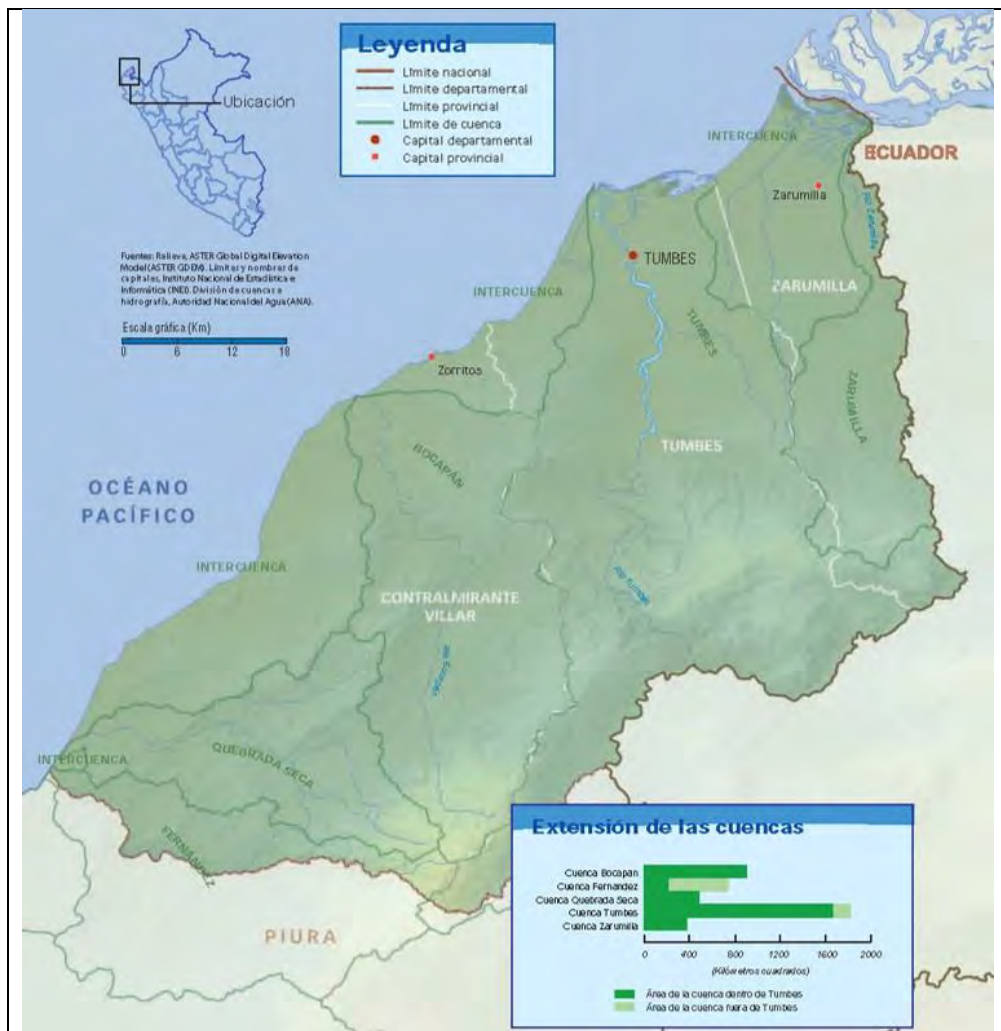 Leyenda
Límite nacional
Límite departamental
Límite provincial
Límite de cuenca
Capital departamental
Capital provincial
Ubicación
Fuentes: Relieve, ASTER Global Digital Elevation
Model (ASTER GDEM). Límites y nombres de
capitales, Instituto Nacional de Estadística e
Informática (INEI). División de cuencas e
hidrografía, Autoridad Nacional del Agua (ANA).
Escala gráfica (Km)
0 6 12 18
INTERCUENCA
ECUADOR
Zarumilla
río Zarumilla
TUMBES
ZARUMILLA
INTERCUENCA
TUMBES
Zorritos
ZARUMILLA
BOCAPÁN
TUMBES
OCÉANO
PACÍFICO
INTERCUENCA
río Tumbes
CONTRALMIRANTE
VILLAR
INTERCUENCA
QUEBRADA SECA
FERNÁNDEZ
PIURA
Extensión de las cuencas
Cuenca Bocapan
Cuenca Fernandez
Cuenca Quebrada Seca
Cuenca Tumbes
Cuenca Zarumilla
0 400 800 1200 1600 2000
(Kilómetros cuadrados)
Área de la cuenca dentro de Tumbes
Área de la cuenca fuera de Tumbes